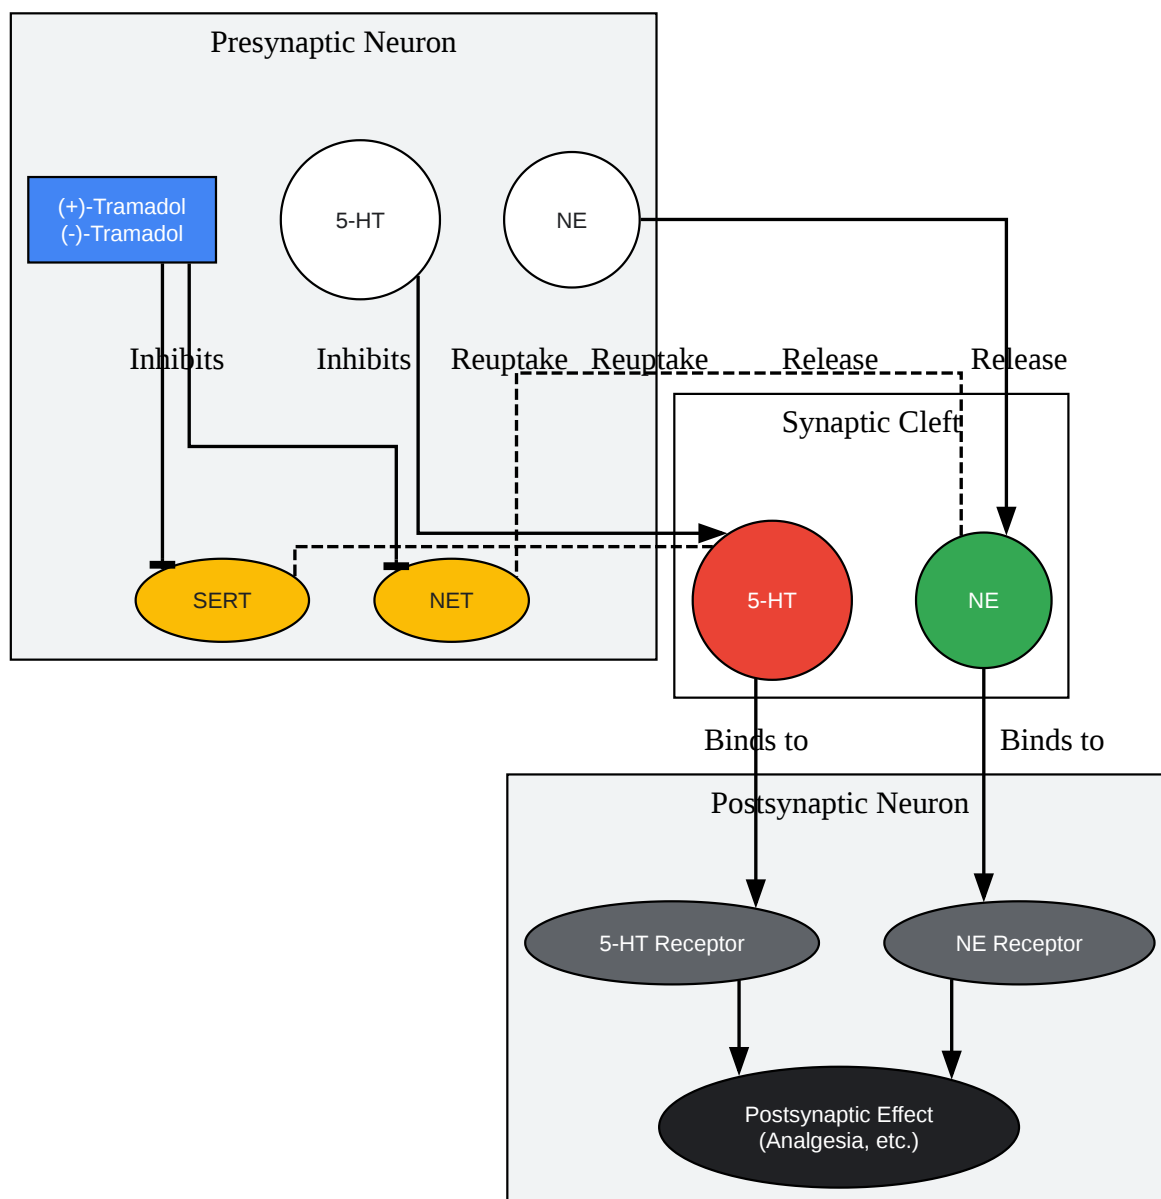 Presynaptic Neuron
(+)-Tramadol
(-)-Tramadol
5-HT
NE
Inhibits
Inhibits
Reuptake
Reuptake
Release
Release
Synaptic Cleft
SERT
NET
5-HT
NE
Binds to
Binds to
Postsynaptic Neuron
5-HT Receptor
NE Receptor
Postsynaptic Effect
(Analgesia, etc.)